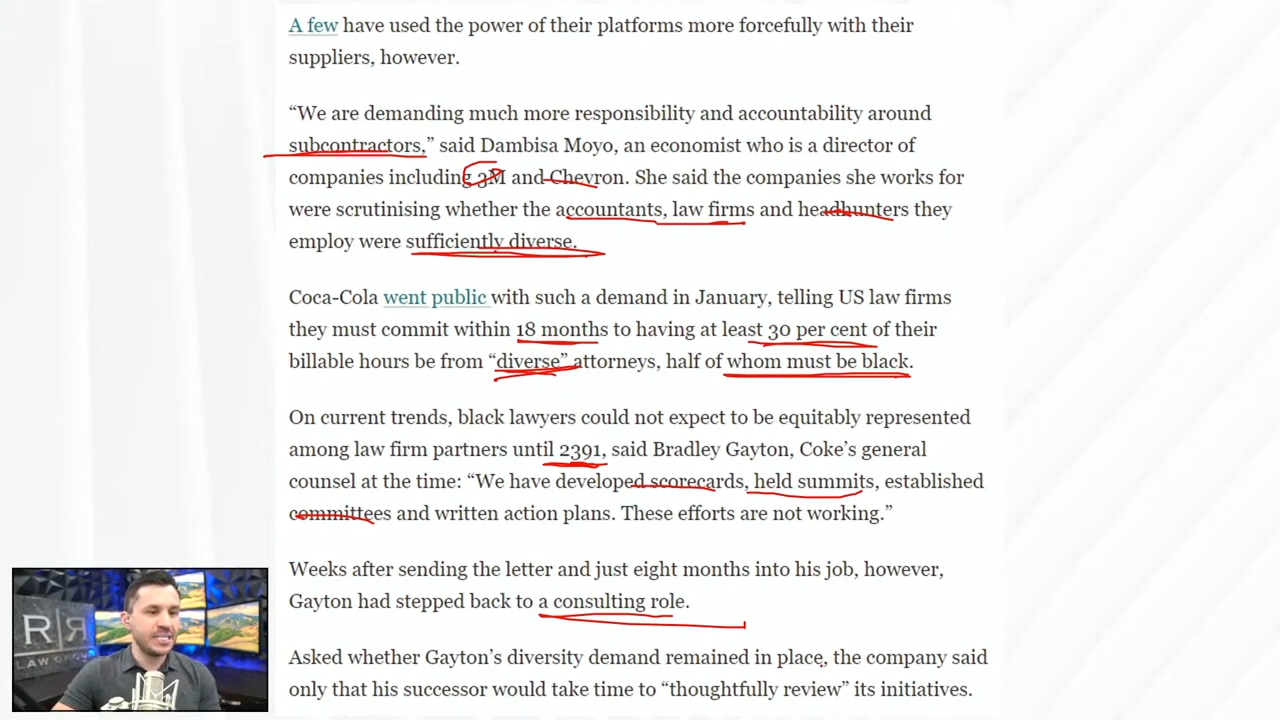 A few have used the power of their platforms more forcefully with their
suppliers, however.
“We are demanding much more responsibility and accountability around
subcontractors,” said Dambisa Moyo, an economist who is a director of
companies including 3M and Chevron. She said the companies she works for
were scrutinising whether the accountants, law firms and headhunters they
employ were sufficiently diverse.
Coca-Cola went public with such a demand in January, telling US law firms
they must commit within 18 months to having at least 30 per cent of their
billable hours be from “diverse” attorneys, half of whom must be black.
On current trends, black lawyers could not expect to be equitably represented
among law firm partners until 2391, said Bradley Gayton, Coke’s general
counsel at the time: “We have developed scorecards, held summits, established
committees and written action plans. These efforts are not working.”
Weeks after sending the letter and just eight months into his job, however,
Gayton had stepped back to a consulting role.
Asked whether Gayton’s diversity demand remained in place, the company said
only that his successor would take time to “thoughtfully review” its initiatives.
R|R
LAW GROUP